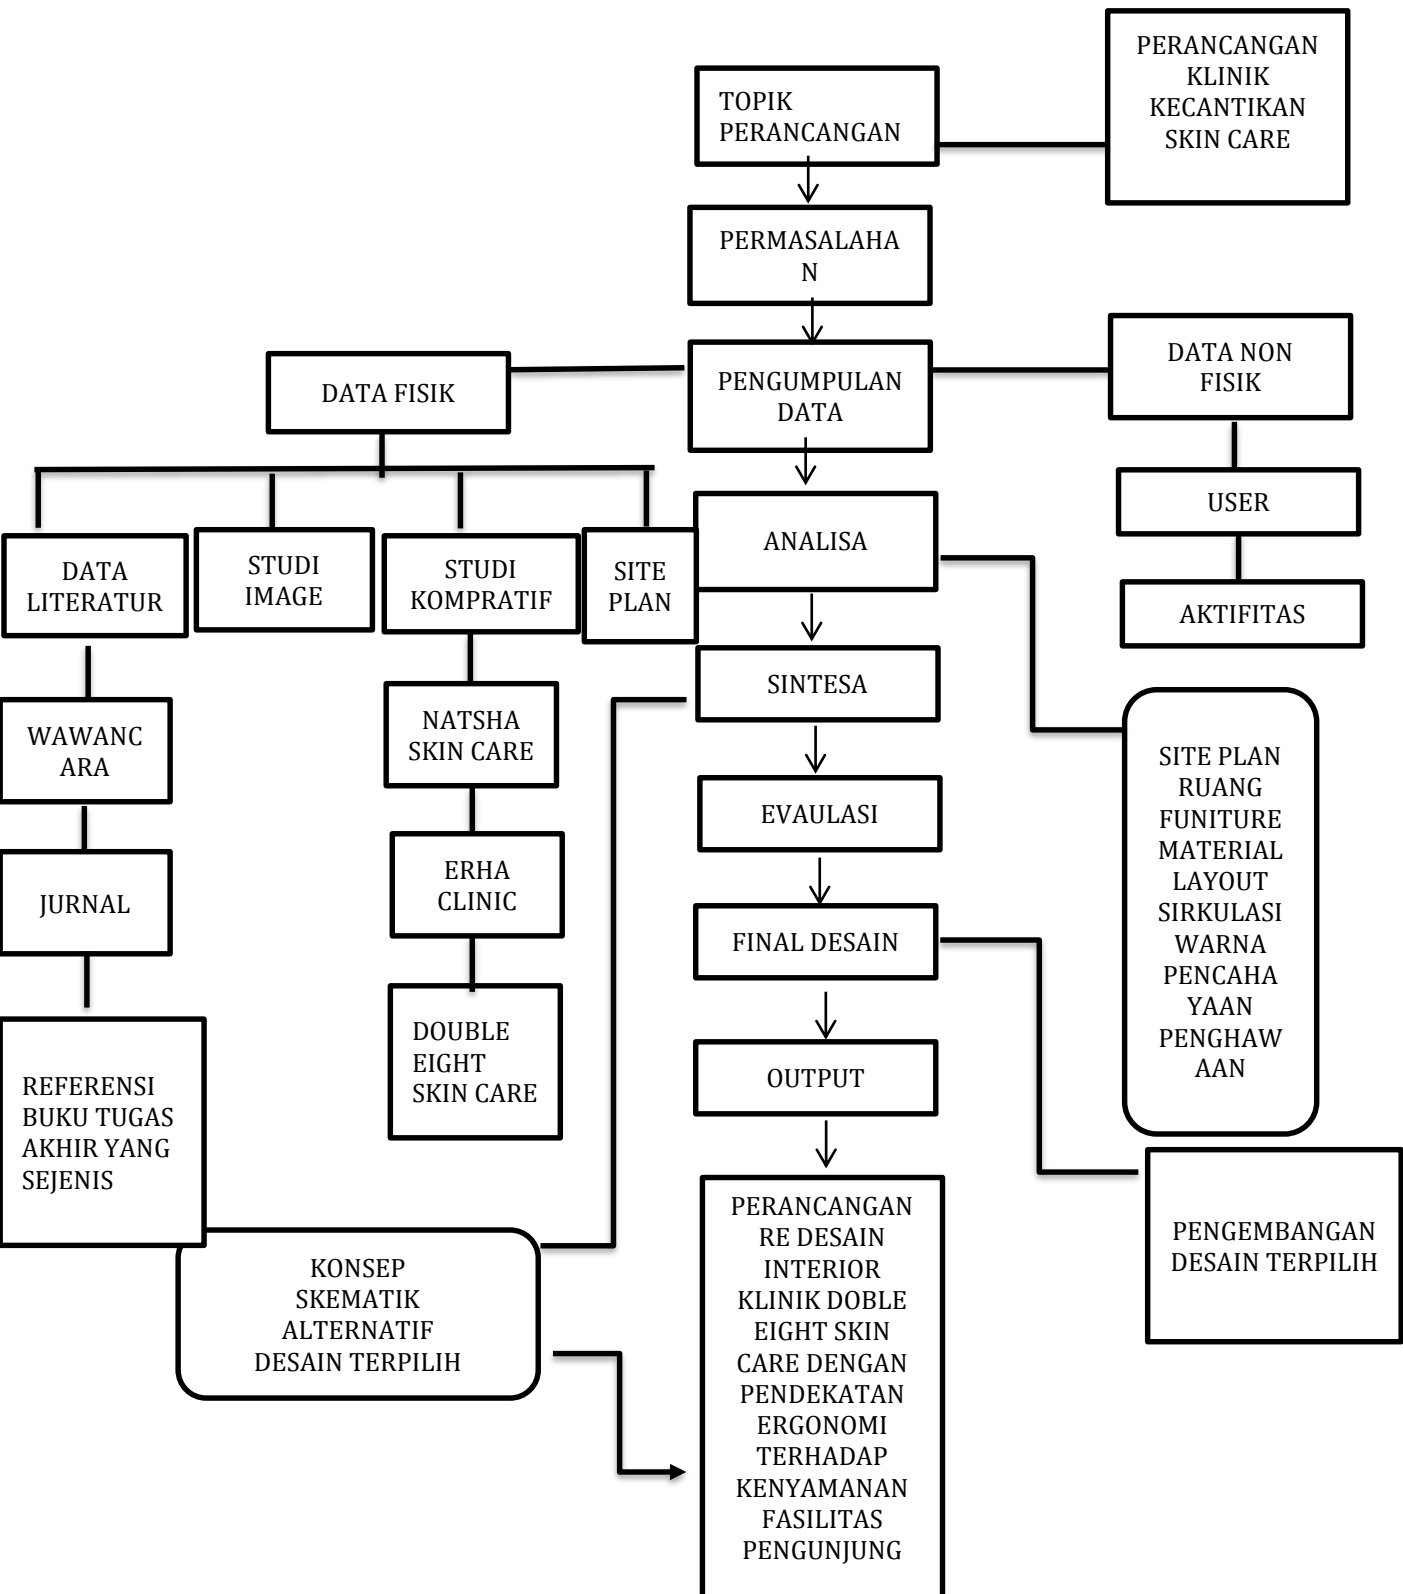 PERANCANGAN
KLINIK
KECANTIKAN
SKIN CARE
TOPIK
PERANCANGAN
PERMASALAHA
N
DATA FISIK
PENGUMPULAN
DATA
DATA NON
FISIK
USER
AKTIFITAS
DATA
LITERATUR
STUDI
IMAGE
STUDI
KOMPRATIF
SITE
PLAN
ANALISA
SINTESA
WAWANC
ARA
NATSHA
SKIN CARE
SITE PLAN
RUANG
FUNITURE
MATERIAL
LAYOUT
SIRKULASI
WARNA
PENCAHA
YAAN
PENGHAW
AAN
EVAULASI
JURNAL
ERHA
CLINIC
FINAL DESAIN
DOUBLE
EIGHT
SKIN CARE
REFERENSI
BUKU TUGAS
AKHIR YANG
SEJENIS
OUTPUT
PERANCANGAN
RE DESAIN
INTERIOR
KLINIK DOBLE
EIGHT SKIN
CARE DENGAN
PENDEKATAN
ERGONOMI
TERHADAP
KENYAMANAN
FASILITAS
PENGUNJUNG
PENGEMBANGAN
DESAIN TERPILIH
KONSEP
SKEMATIK
ALTERNATIF
DESAIN TERPILIH